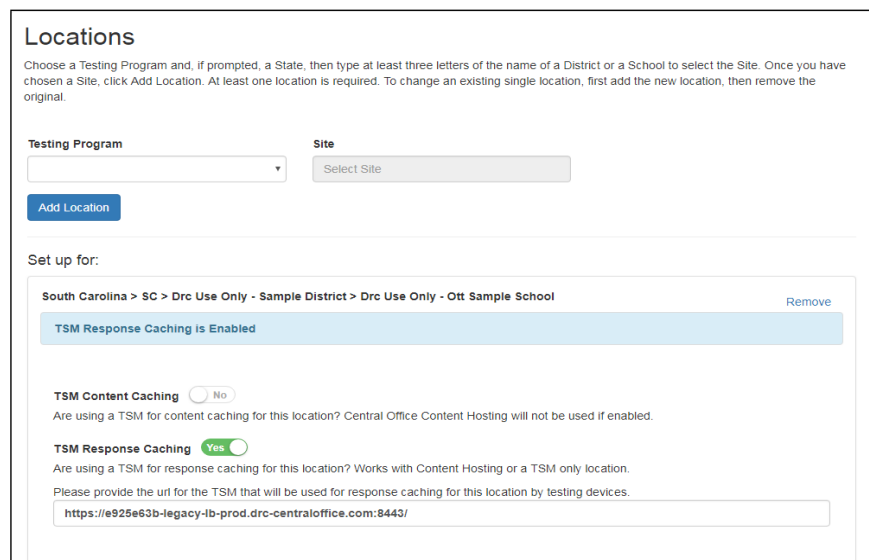 Locations
Choose a Testing Program and, if prompted, a State, then type at least three letters of the name of a District or a School to select the Site. Once you have
chosen a Site, click Add Location. At least one location is required. To change an existing single location, first add the new location, then remove the
original.
Testing Program
Site
Select Site
Add Location
Set up for:
South Carolina > SC > Drc Use Only - Sample District > Drc Use Only - Ott Sample School
Remove
TSM Response Caching is Enabled
TSM Content Caching No
Are using a TSM for content caching for this location? Central Office Content Hosting will not be used if enabled.
TSM Response Caching Yes
Are using a TSM for response caching for this location? Works with Content Hosting or a TSM only location.
Please provide the url for the TSM that will be used for response caching for this location by testing devices.
https://e925e63b-legacy-lb-prod.drc-centraloffice.com:8443/